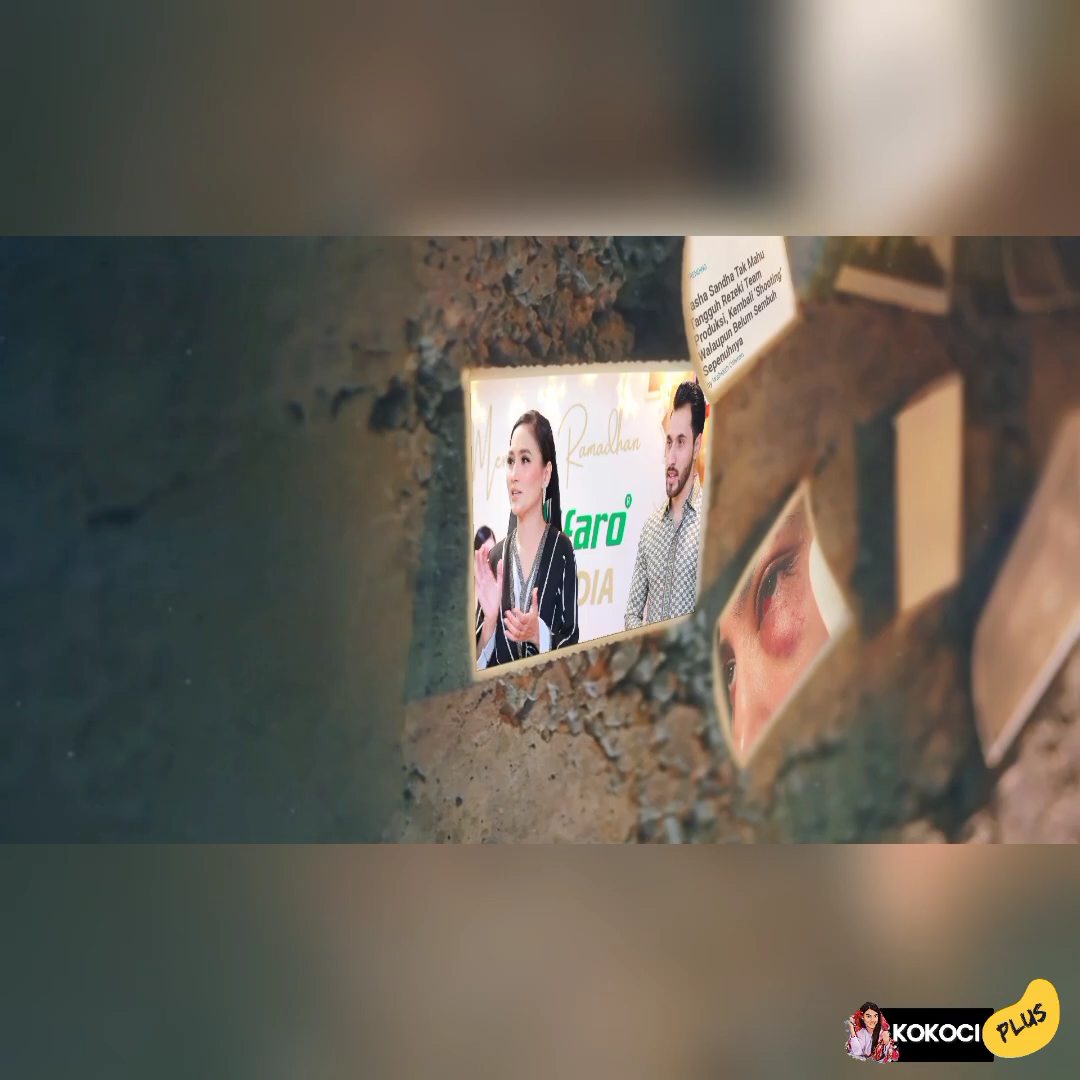 TRENDING
asha Sandha Tak Mahu
Tangguh Rezeki Team
Produksi, Kembali 'Shooting'
Walaupun Belum Sembuh
Sepenuhnya
Ramadhan
faro
DIA
KOKOCI
PLUS